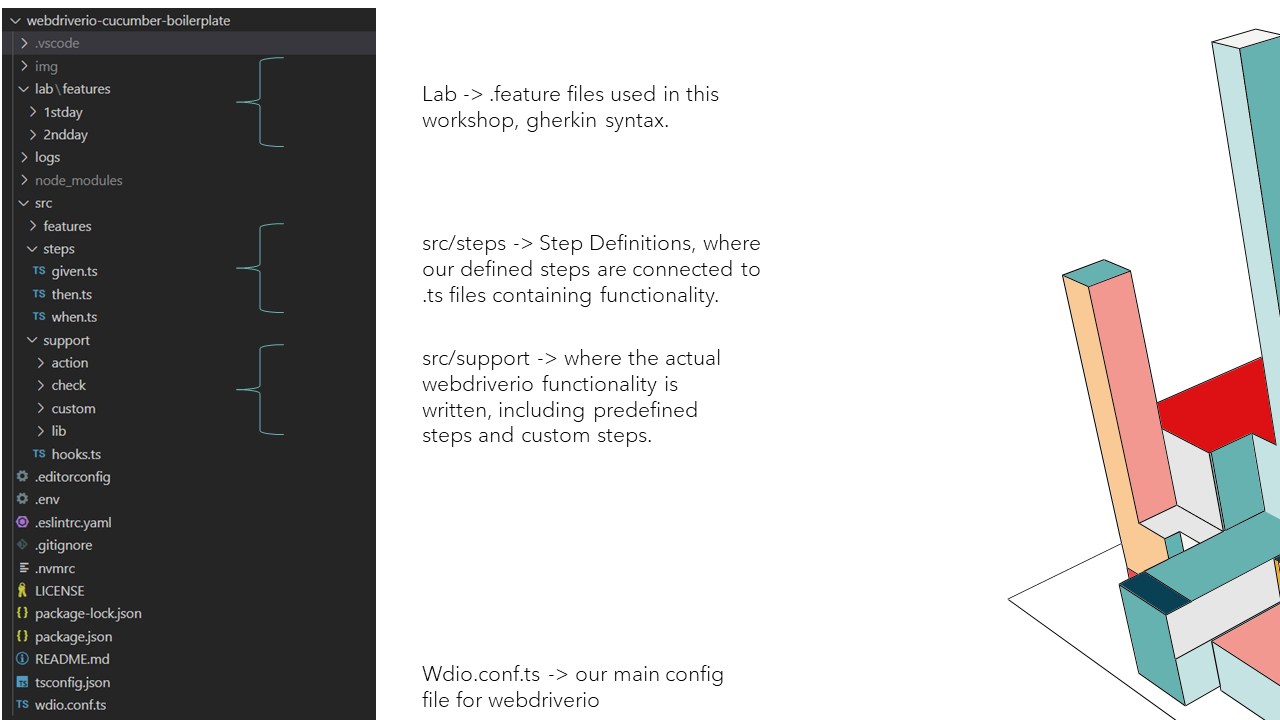 webdriverio-cucumber-boilerplate
.vscode
img
lab\features
1stday
2ndday
logs
node_modules
src
features
steps
TS given.ts
TS then.ts
TS when.ts
support
action
check
custom
lib
TS hooks.ts
.editorconfig
.env
.eslintrc.yaml
.gitignore
.nvmrc
LICENSE
{} package-lock.json
{} package.json
README.md
TS tsconfig.json
TS wdio.conf.ts
Lab -> .feature files used in this
workshop, gherkin syntax.
src/steps -> Step Definitions, where
our defined steps are connected to
.ts files containing functionality.
src/support -> where the actual
webdriverio functionality is
written, including predefined
steps and custom steps.
Wdio.conf.ts -> our main config
file for webdriverio